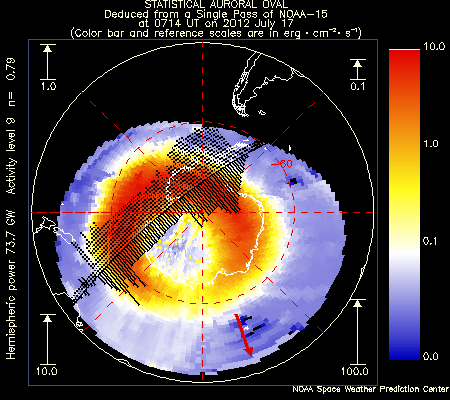 STATISTICAL AURORAL OVAL
Deduced from a Single Pass of NOAA-15
at 0714 UT on 2012 July 17
(Color bar and reference scales are in erg·cm⁻²·s⁻¹)
Hemispheric power 73.7 GW Activity level 9 n= 0.79
1.0
0.1
10.0
100.0
-60
10.0
1.0
0.1
0.0
NOAA Space Weather Prediction Center